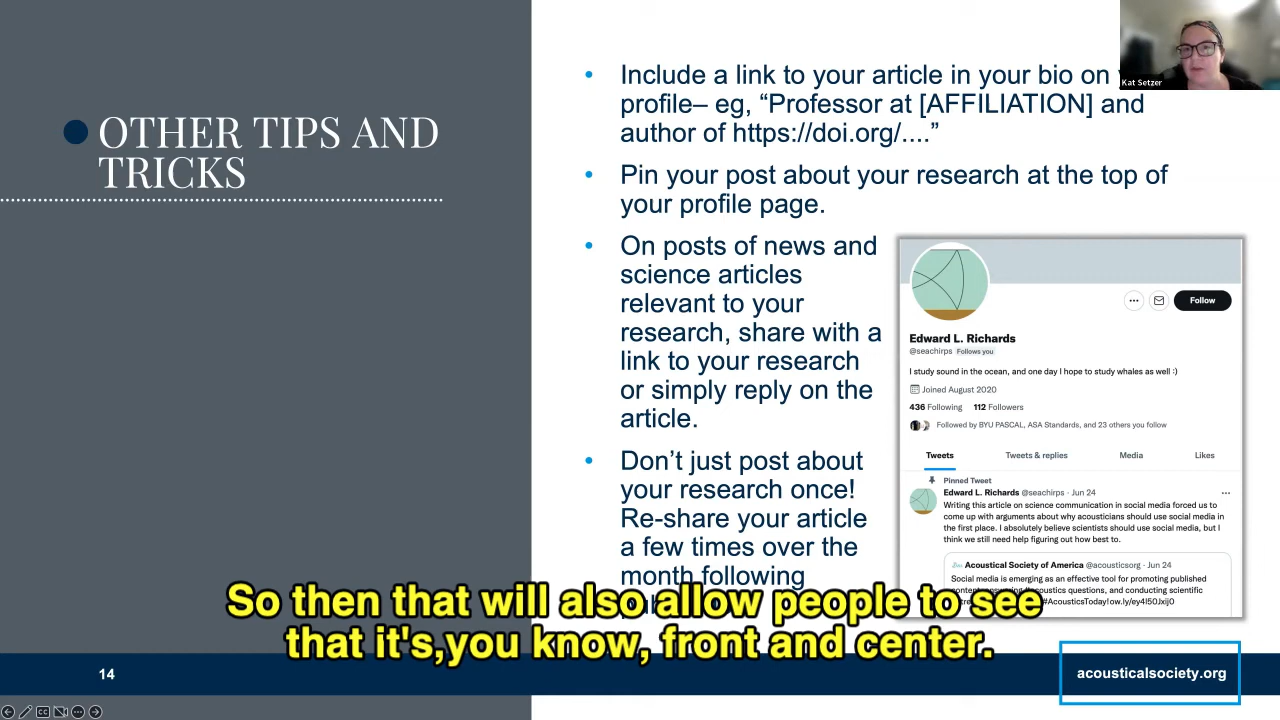 OTHER TIPS AND
TRICKS
Include a link to your article in your bio on
profile– eg, “Professor at [AFFILIATION] and
author of https://doi.org/....”
Pin your post about your research at the top of
your profile page.
On posts of news and
science articles
relevant to your
research, share with a
link to your research
or simply reply on the
article.
Don’t just post about
your research once!
Re-share your article
a few times over the
month following
Kat Setzer
Follow
Edward L. Richards
@seachirps Follows you
I study sound in the ocean, and one day I hope to study whales as well :)
Joined August 2020
436 Following 112 Followers
Followed by BYU PASCAL, ASA Standards, and 23 others you follow
Tweets Tweets & replies Media Likes
Pinned Tweet
Edward L. Richards @seachirps · Jun 24
Writing this article on science communication in social media forced us to
come up with arguments about why acousticians should use social media in
the first place. I absolutely believe scientists should use social media, but I
think we still need help figuring out how best to.
Acoustical Society of America @acousticsorg · Jun 24
Social media is emerging as an effective tool for promoting published
questions, and conducting scientific
So then that will also allow people to see
that it's,you know, front and center.
14
acousticalsociety.org